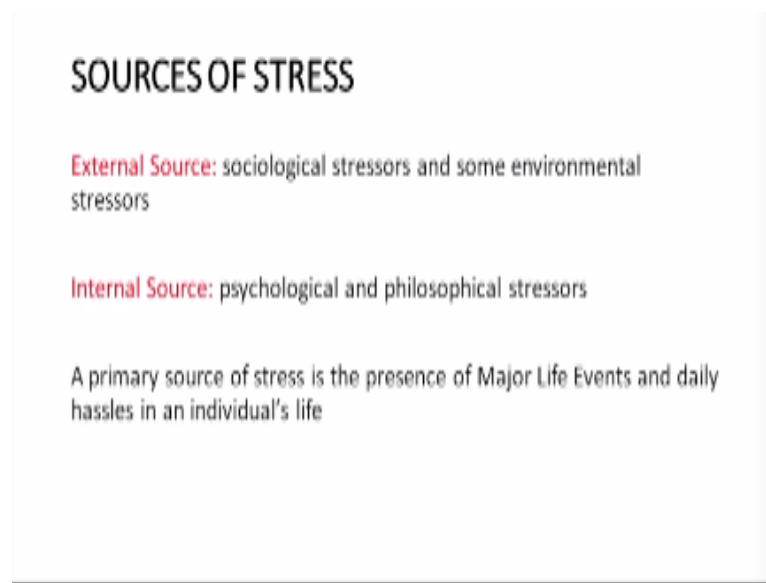 SOURCES OF STRESS
External Source: sociological stressors and some environmental
stressors
Internal Source: psychological and philosophical stressors
A primary source of stress is the presence of Major Life Events and daily
hassles in an individual's life